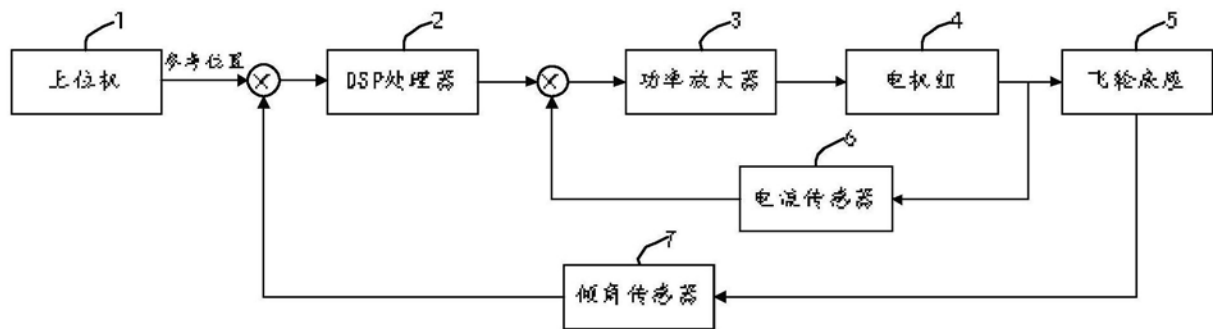 1
2
3
4
5
上位机
参考位置
DSP处理器
功率放大器
电机组
飞轮底座
6
电流传感器
7
倾角传感器